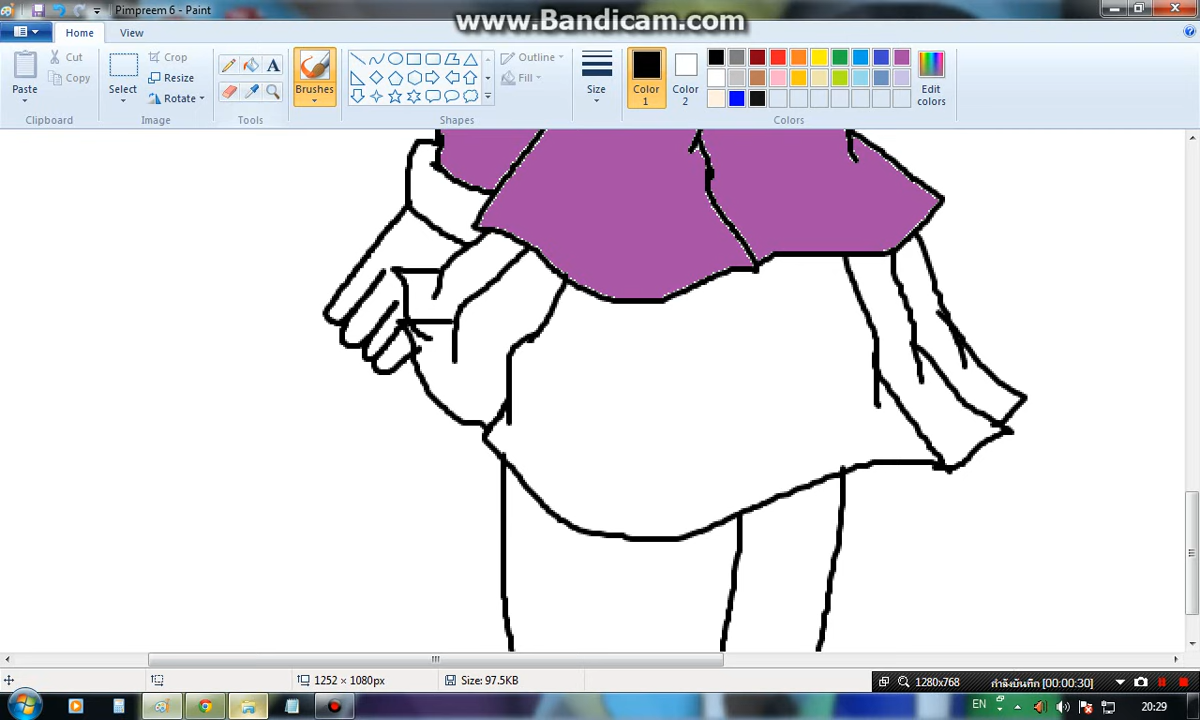 www.Bandicam.com
Pimpreem 6 - Paint
Home
View
Paste
Cut
Copy
Clipboard
Select
Crop
Resize
Rotate
Image
A
Tools
Brushes
Outline
Fill
Shapes
Size
Color
1
Color
2
Edit
colors
Colors
1252 × 1080px
Size: 97.5KB
1280x768
กำลังบันทึก [00:00:30]
EN
20:29